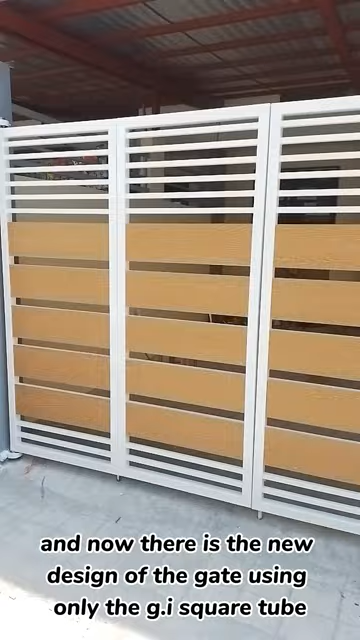 and now there is the new
design of the gate using
only the g.i square tube